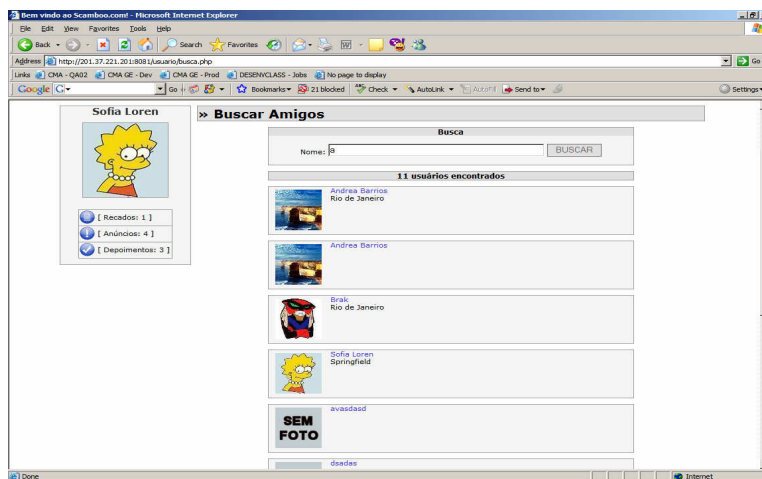 Bem vindo ao Scamboo.com! - Microsoft Internet Explorer
File Edit View Favorites Tools Help
Back Search Favorites
Address http://201.37.221.201:8081/usuario/busca.php Go
Links CMA - QA02 CMA GE - Dev CMA GE - Prod DESENVCLASS - Jobs No page to display
Google G Go Bookmarks 21 blocked Check AutoLink AutoFill Send to Settings
Sofia Loren
[ Recados: 1 ]
[ Anúncios: 4 ]
[ Depoimentos: 3 ]
» Buscar Amigos
Busca
Nome: a BUSCAR
11 usuários encontrados
Andrea Barrios
Rio de Janeiro
Andrea Barrios
Brak
Rio de Janeiro
Sofia Loren
Springfield
avasdasd
SEM
FOTO
dsadas
Done Internet